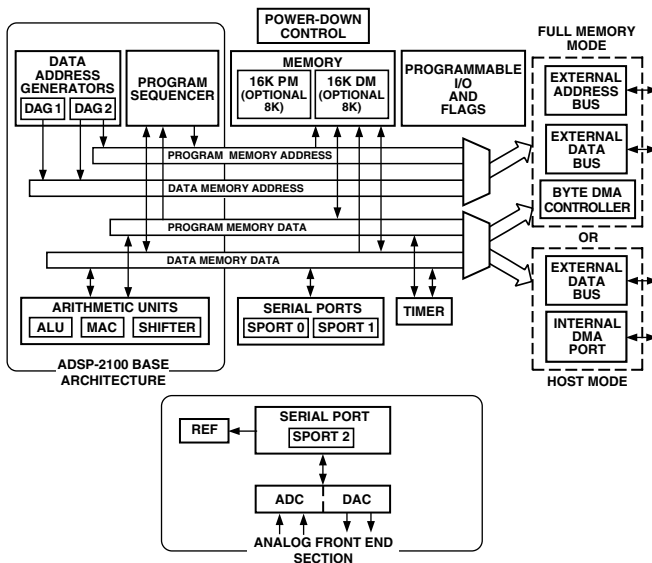 POWER-DOWN
CONTROL
FULL MEMORY
MODE
DATA
ADDRESS
GENERATORS
DAG 1
DAG 2
PROGRAM
SEQUENCER
MEMORY
16K PM
(OPTIONAL
8K)
16K DM
(OPTIONAL
8K)
PROGRAMMABLE
I/O
AND
FLAGS
EXTERNAL
ADDRESS
BUS
EXTERNAL
DATA
BUS
BYTE DMA
CONTROLLER
OR
PROGRAM MEMORY ADDRESS
DATA MEMORY ADDRESS
PROGRAM MEMORY DATA
DATA MEMORY DATA
EXTERNAL
DATA
BUS
INTERNAL
DMA
PORT
HOST MODE
ARITHMETIC UNITS
ALU
MAC
SHIFTER
SERIAL PORTS
SPORT 0
SPORT 1
TIMER
ADSP-2100 BASE
ARCHITECTURE
REF
SERIAL PORT
SPORT 2
ADC
DAC
ANALOG FRONT END
SECTION